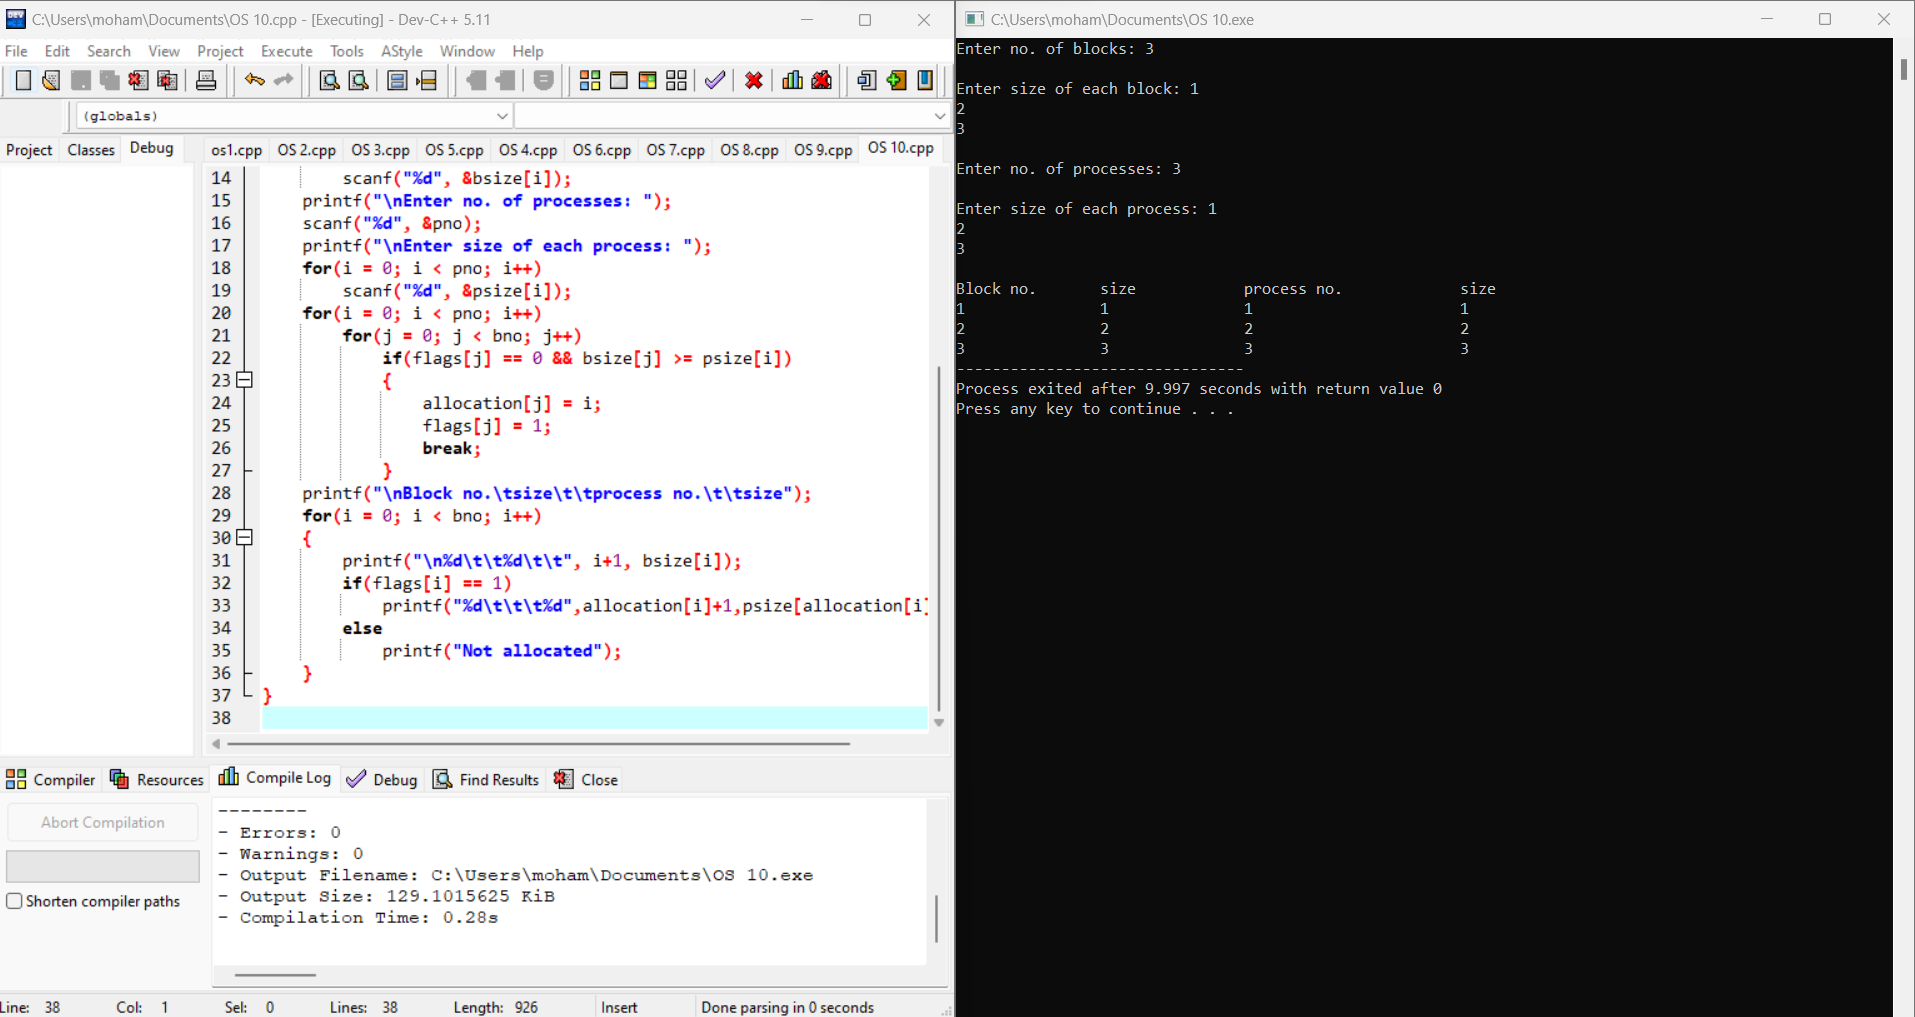 C:\Users\moham\Documents\OS 10.cpp - [Executing] - Dev-C++ 5.11
File Edit Search View Project Execute Tools AStyle Window Help
(globals)
Project Classes Debug
os1.cpp OS 2.cpp OS 3.cpp OS 5.cpp OS 4.cpp OS 6.cpp OS 7.cpp OS 8.cpp OS 9.cpp OS 10.cpp
14 scanf("%d", &bsize[i]);
15 printf("\nEnter no. of processes: ");
16 scanf("%d", &pno);
17 printf("\nEnter size of each process: ");
18 for(i = 0; i < pno; i++)
19 scanf("%d", &psize[i]);
20 for(i = 0; i < pno; i++)
21 for(j = 0; j < bno; j++)
22 if(flags[j] == 0 && bsize[j] >= psize[i])
23 {
24 allocation[j] = i;
25 flags[j] = 1;
26 break;
27 }
28 printf("\nBlock no.\tsize\t\tprocess no.\t\tsize");
29 for(i = 0; i < bno; i++)
30 {
31 printf("\n%d\t\t%d\t\t", i+1, bsize[i]);
32 if(flags[i] == 1)
33 printf("%d\t\t\t%d",allocation[i]+1,psize[allocation[i]
34 else
35 printf("Not allocated");
36 }
37 }
38
Compiler Resources Compile Log Debug Find Results Close
Abort Compilation
Shorten compiler paths
--------
- Errors: 0
- Warnings: 0
- Output Filename: C:\Users\moham\Documents\OS 10.exe
- Output Size: 129.1015625 KiB
- Compilation Time: 0.28s
Line: 38 Col: 1 Sel: 0 Lines: 38 Length: 926 Insert Done parsing in 0 seconds
C:\Users\moham\Documents\OS 10.exe
Enter no. of blocks: 3
Enter size of each block: 1
2
3
Enter no. of processes: 3
Enter size of each process: 1
2
3
Block no. size process no. size
1 1 1 1
2 2 2 2
3 3 3 3
--------------------------------
Process exited after 9.997 seconds with return value 0
Press any key to continue . . .